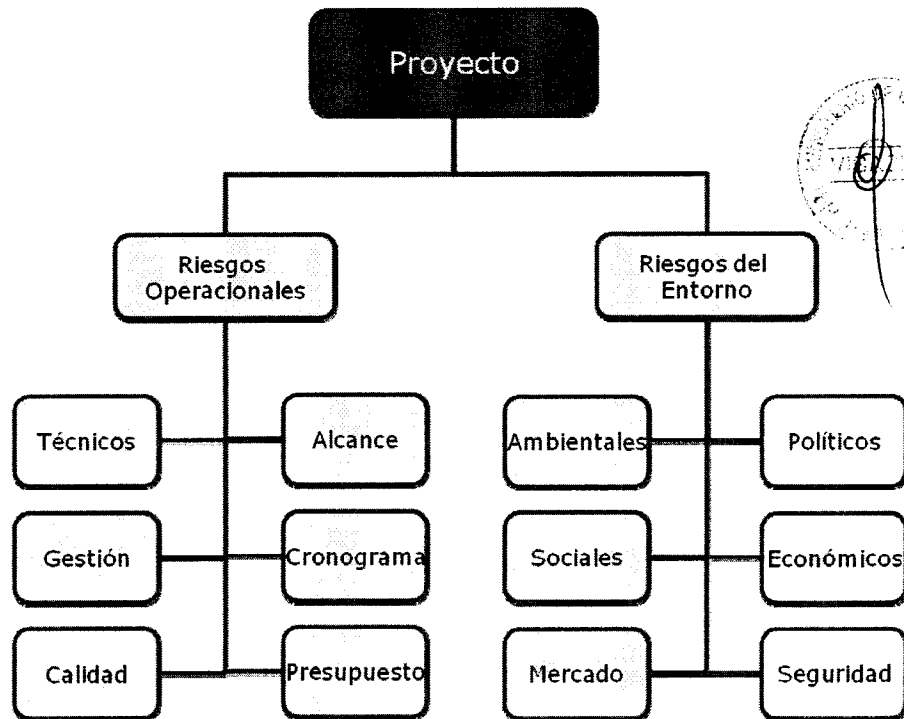 Proyecto
Riesgos
Operacionales
Riesgos del
Entorno
Técnicos
Alcance
Ambientales
Políticos
Gestión
Cronograma
Sociales
Económicos
Calidad
Presupuesto
Mercado
Seguridad